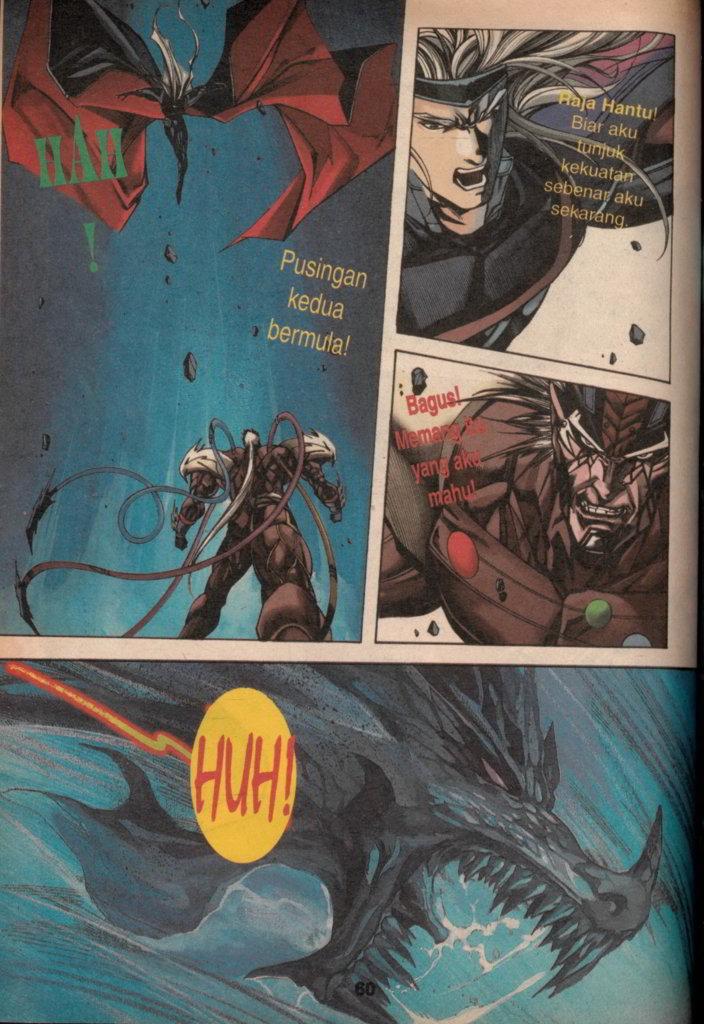 HAH
!
Pusingan
kedua
bermula!
Raja Hantu!
Biar aku
tunjuk
kekuatan
sebenar aku
sekarang.
Bagus!
Memang itu
yang aku
mahu!
HUH!
60